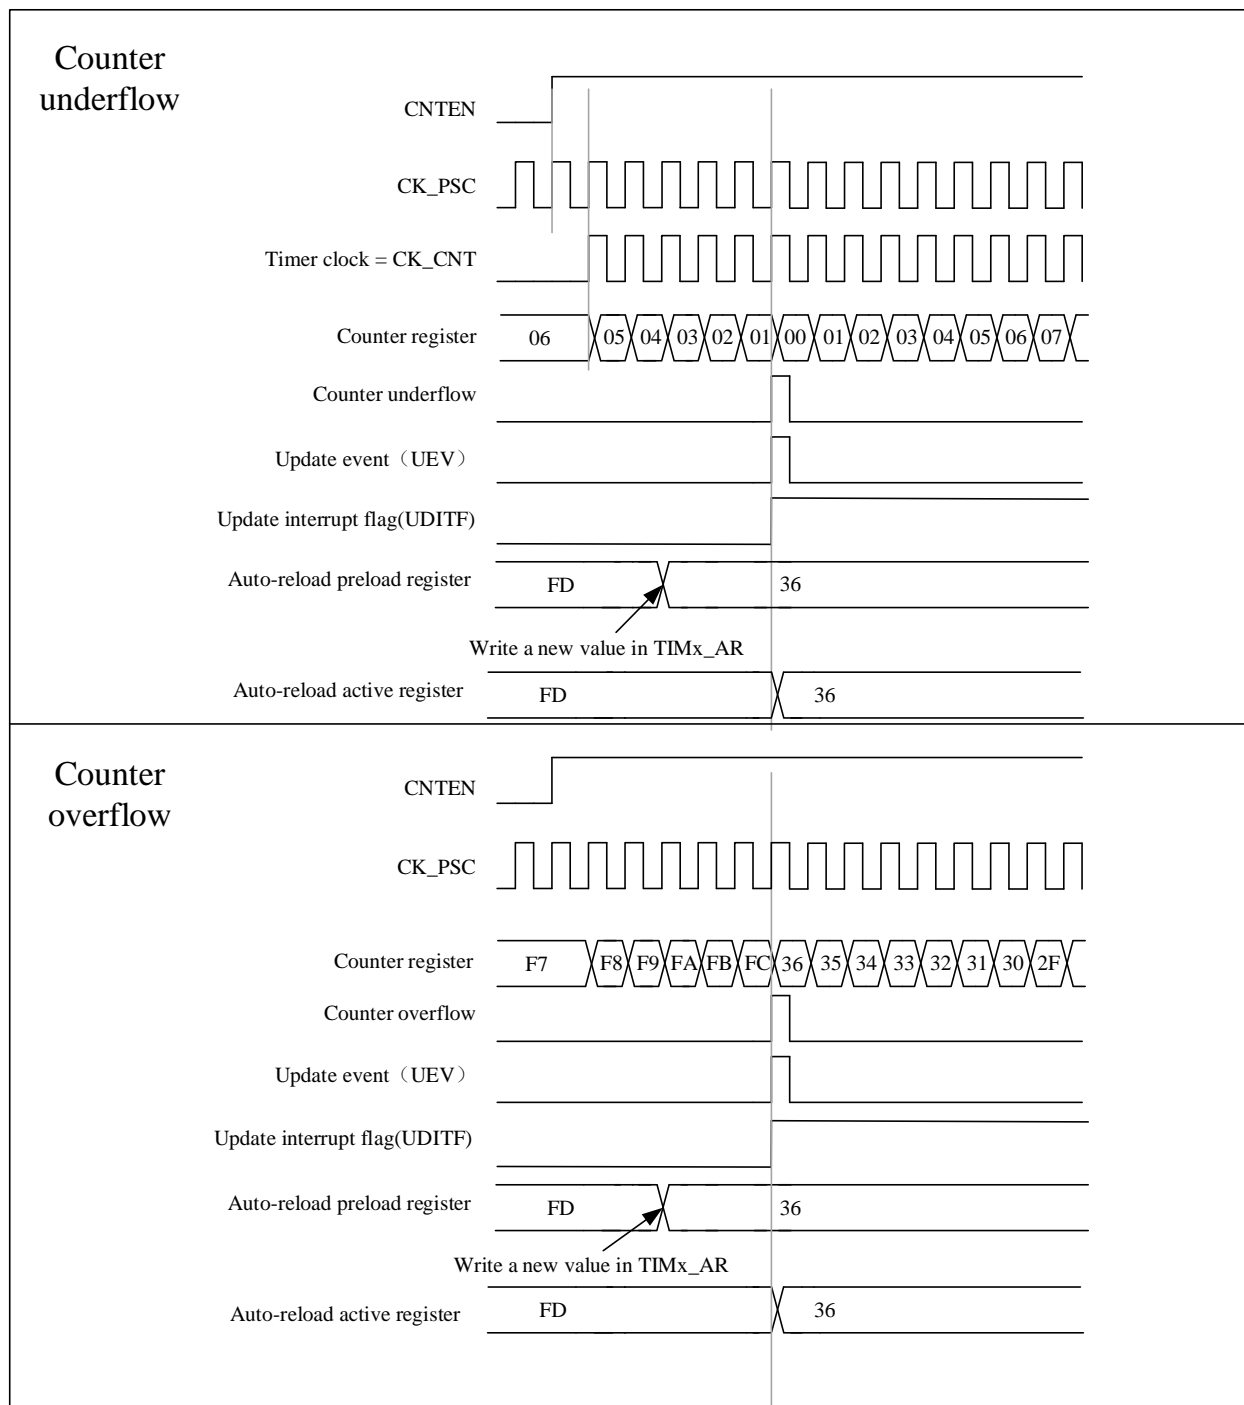 Counter
underflow
CNTEN
CK_PSC
Timer clock = CK_CNT
Counter register 06 05 04 03 02 01 00 01 02 03 04 05 06 07
Counter underflow
Update event（UEV）
Update interrupt flag(UDITF)
Auto-reload preload register FD 36
Write a new value in TIMx_AR
Auto-reload active register FD 36
Counter
overflow
CNTEN
CK_PSC
Counter register F7 F8 F9 FA FB FC 36 35 34 33 32 31 30 2F
Counter overflow
Update event（UEV）
Update interrupt flag(UDITF)
Auto-reload preload register FD 36
Write a new value in TIMx_AR
Auto-reload active register FD 36